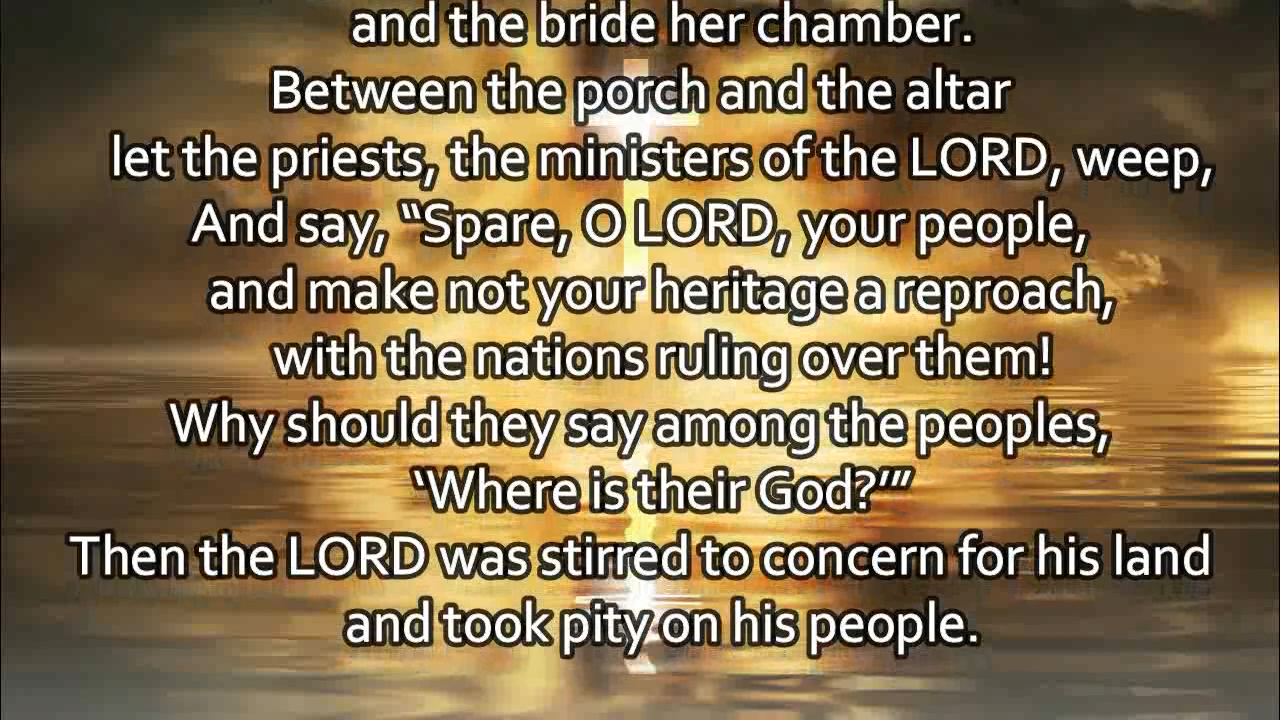 and the bride her chamber.
Between the porch and the altar
let the priests, the ministers of the LORD, weep,
And say, “Spare, O LORD, your people,
and make not your heritage a reproach,
with the nations ruling over them!
Why should they say among the peoples,
‘Where is their God?’”
Then the LORD was stirred to concern for his land
and took pity on his people.